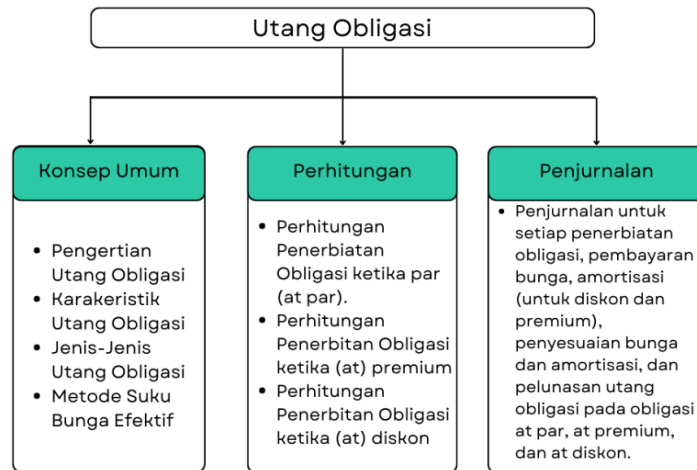 Utang Obligasi
Konsep Umum
• Pengertian
Utang Obligasi
• Karakeristik
Utang Obligasi
• Jenis-Jenis
Utang Obligasi
• Metode Suku
Bunga Efektif
Perhitungan
• Perhitungan
Penerbiatan
Obligasi ketika par
(at par).
• Perhitungan
Penerbitan Obligasi
ketika (at) premium
• Perhitungan
Penerbitan Obligasi
ketika (at) diskon
Penjurnalan
• Penjurnalan untuk
setiap penerbiatan
obligasi, pembayaran
bunga, amortisasi
(untuk diskon dan
premium),
penyesuaian bunga
dan amortisasi, dan
pelunasan utang
obligasi pada obligasi
at par, at premium,
dan at diskon.